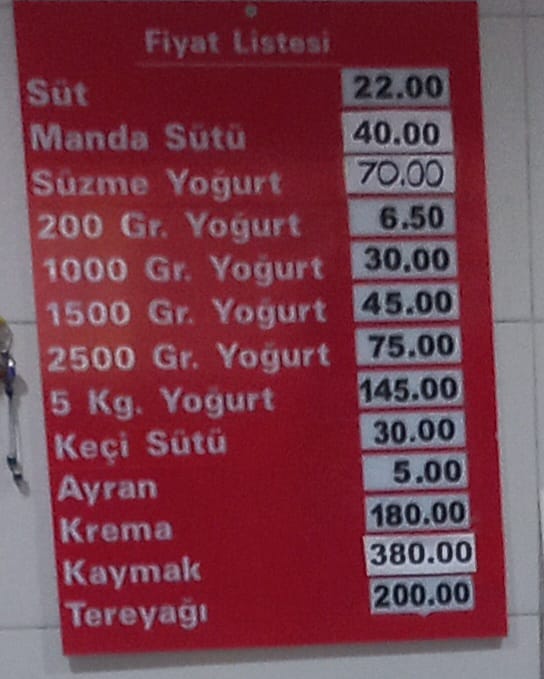 Fiyat Listesi
Süt 22.00
Manda Sütü 40.00
Süzme Yoğurt 70.00
200 Gr. Yoğurt 6.50
1000 Gr. Yoğurt 30.00
1500 Gr. Yoğurt 45.00
2500 Gr. Yoğurt 75.00
5 Kg. Yoğurt 145.00
Keçi Sütü 30.00
Ayran 5.00
Krema 180.00
Kaymak 380.00
Tereyağı 200.00